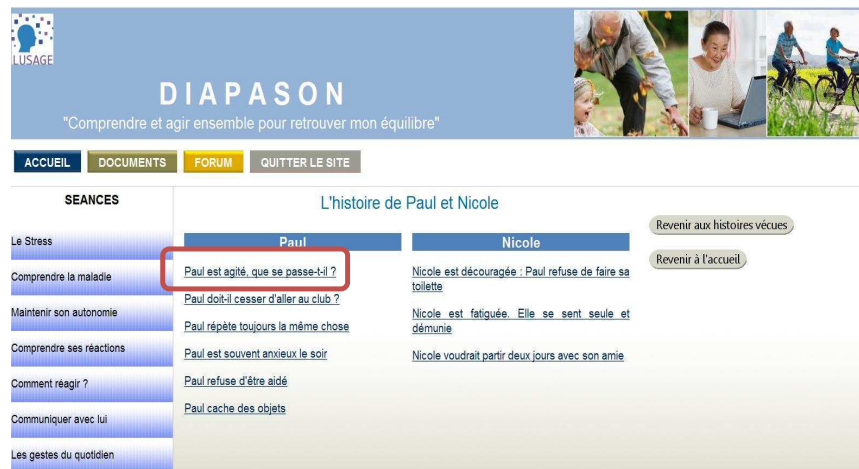 LUSAGE
DIAPASON
"Comprendre et agir ensemble pour retrouver mon équilibre"
ACCUEIL
DOCUMENTS
FORUM
QUITTER LE SITE
SEANCES
Le Stress
Comprendre la maladie
Maintenir son autonomie
Comprendre ses réactions
Comment réagir ?
Communiquer avec lui
Les gestes du quotidien
L'histoire de Paul et Nicole
Paul
Paul est agité, que se passe-t-il ?
Paul doit-il cesser d'aller au club ?
Paul répète toujours la même chose
Paul est souvent anxieux le soir
Paul refuse d'être aidé
Paul cache des objets
Nicole
Nicole est découragée : Paul refuse de faire sa
toilette
Nicole est fatiguée. Elle se sent seule et
démunie
Nicole voudrait partir deux jours avec son amie
Revenir aux histoires vécues
Revenir à l'accueil